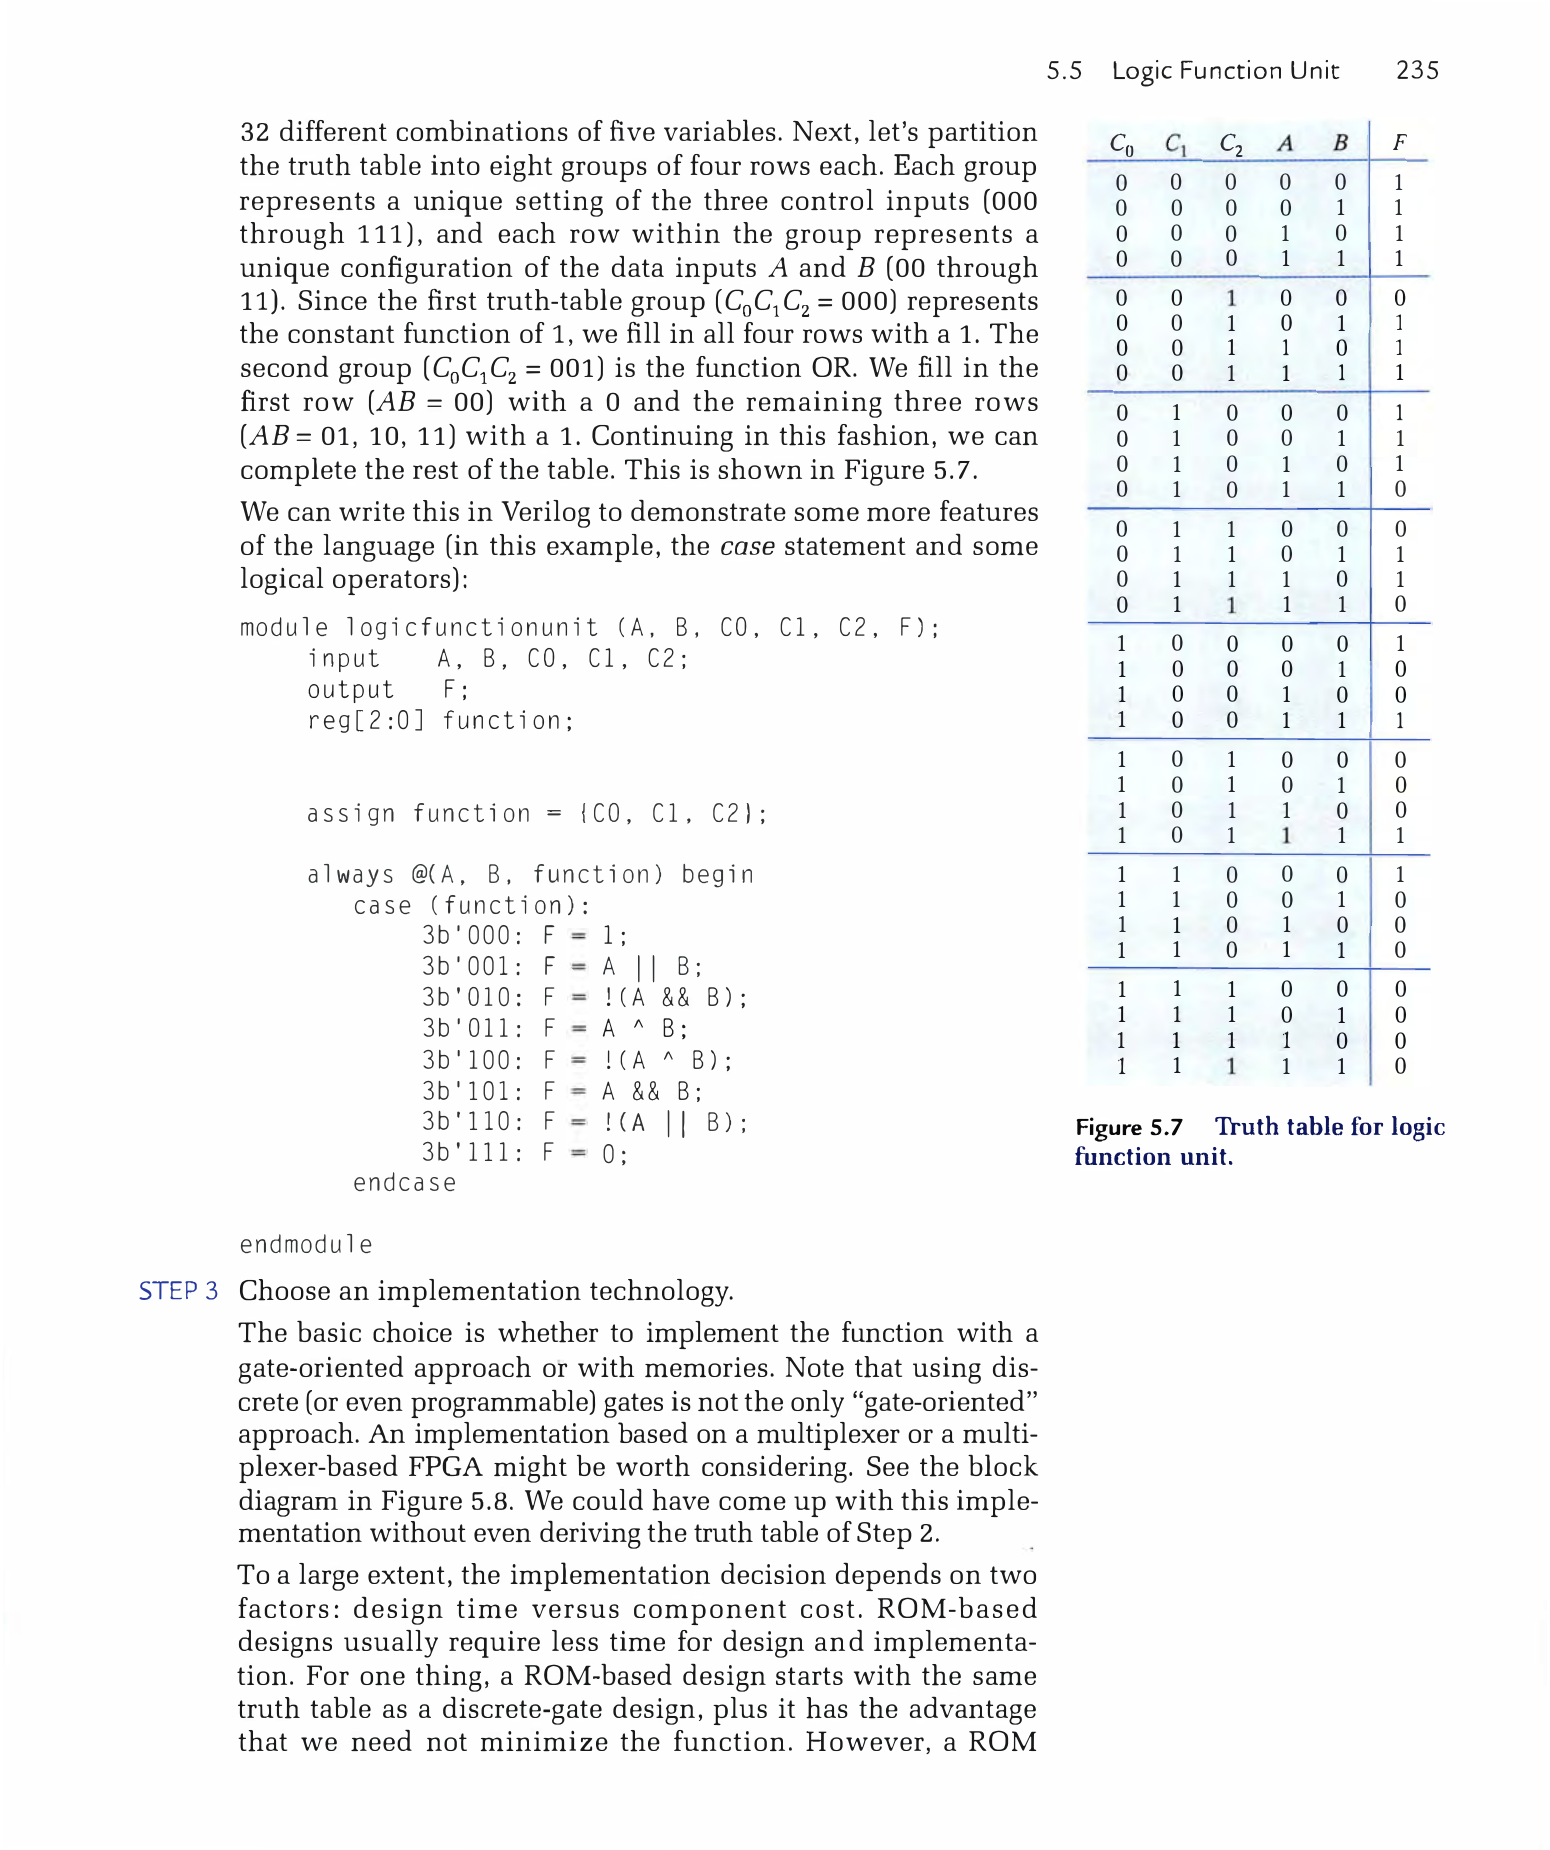 5.5 Logic Function Unit 235
32 different combinations of five variables. Next, let's partition
the truth table into eight groups of four rows each. Each group
represents a unique setting of the three control inputs (000
through 111), and each row within the group represents a
unique configuration of the data inputs A and B (00 through
11). Since the first truth-table group (C₀C₁C₂ = 000) represents
the constant function of 1, we fill in all four rows with a 1. The
second group (C₀C₁C₂ = 001) is the function OR. We fill in the
first row (AB = 00) with a 0 and the remaining three rows
(AB = 01, 10, 11) with a 1. Continuing in this fashion, we can
complete the rest of the table. This is shown in Figure 5.7.
We can write this in Verilog to demonstrate some more features
of the language (in this example, the case statement and some
logical operators):
module logicfunctionunit (A, B, C0, C1, C2, F);
input A, B, C0, C1, C2;
output F;
reg[2:0] function;
assign function = {C0, C1, C2};
always @(A, B, function) begin
case (function):
3b'000: F = 1;
3b'001: F = A || B;
3b'010: F = !(A && B);
3b'011: F = A ^ B;
3b'100: F = !(A ^ B);
3b'101: F = A && B;
3b'110: F = !(A || B);
3b'111: F = 0;
endcase
endmodule
STEP 3 Choose an implementation technology.
The basic choice is whether to implement the function with a
gate-oriented approach or with memories. Note that using dis-
crete (or even programmable) gates is not the only “gate-oriented”
approach. An implementation based on a multiplexer or a multi-
plexer-based FPGA might be worth considering. See the block
diagram in Figure 5.8. We could have come up with this imple-
mentation without even deriving the truth table of Step 2.
To a large extent, the implementation decision depends on two
factors: design time versus component cost. ROM-based
designs usually require less time for design and implementa-
tion. For one thing, a ROM-based design starts with the same
truth table as a discrete-gate design, plus it has the advantage
that we need not minimize the function. However, a ROM
C₀ C₁ C₂ A B F
0 0 0 0 0 1
0 0 0 0 1 1
0 0 0 1 0 1
0 0 0 1 1 1
0 0 1 0 0 0
0 0 1 0 1 1
0 0 1 1 0 1
0 0 1 1 1 1
0 1 0 0 0 1
0 1 0 0 1 1
0 1 0 1 0 1
0 1 0 1 1 0
0 1 1 0 0 0
0 1 1 0 1 1
0 1 1 1 0 1
0 1 1 1 1 0
1 0 0 0 0 1
1 0 0 0 1 0
1 0 0 1 0 0
1 0 0 1 1 1
1 0 1 0 0 0
1 0 1 0 1 0
1 0 1 1 0 0
1 0 1 1 1 1
1 1 0 0 0 1
1 1 0 0 1 0
1 1 0 1 0 0
1 1 0 1 1 0
1 1 1 0 0 0
1 1 1 0 1 0
1 1 1 1 0 0
1 1 1 1 1 0
Figure 5.7 Truth table for logic
function unit.